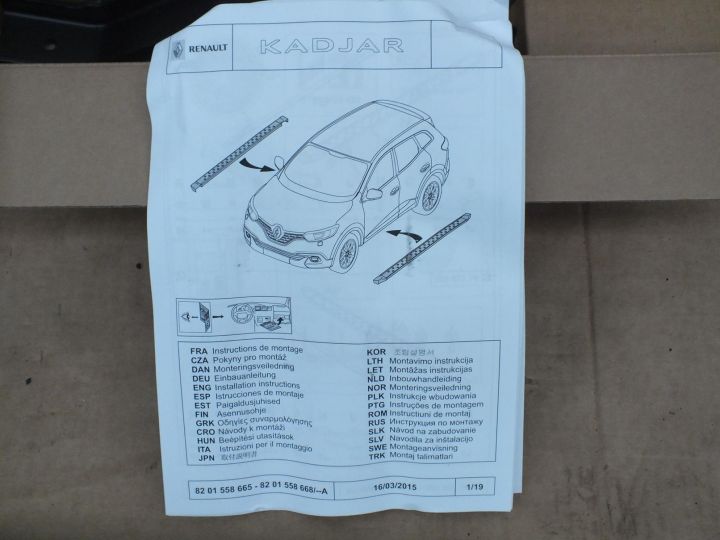 RENAULT
KADJAR
FRA Instructions de montage
CZA Pokyny pro montáž
DAN Monteringsveiledning
DEU Einbauanleitung
ENG Installation instructions
ESP Istrucciones de montaje
EST Paigaldusjuhised
FIN Asennusohje
GRK Οδηγίες συναρμολόγησης
CRO Návody k montáži
HUN Beépítési utasítások
ITA Istruzioni per il montaggio
JPN 取付説明書
KOR 조립설명서
LTH Montavimo instrukcija
LET Montāžas instrukcijas
NLD Inbouwhandleiding
NOR Monteringsveiledning
PLK Instrukcje wbudowania
PTG Instruções de montagem
ROM Instructiuni de montaj
RUS Инструкция по монтажу
SLK Návod na zabudovanie
SLV Navodila za inštalacijo
SWE Montageanvisning
TRK Montaj talimatlari
82 01 558 665 - 82 01 558 668/--A
16/03/2015
1/19